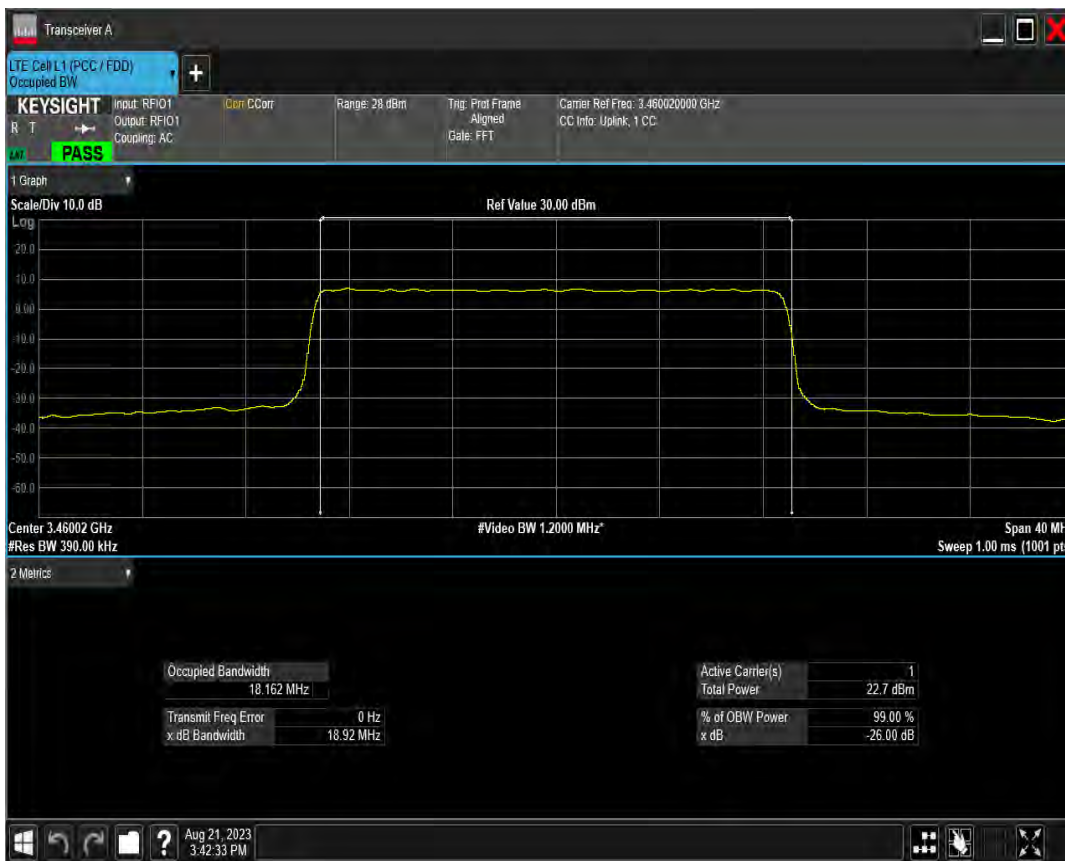 Transceiver A
LTE Cell L1 (PCC / FDD)
Occupied BW
+
KEYSIGHT
R T
PASS
Input: RFIO1
Output: RFIO1
Coupling: AC
Corr CCorr
Range: 28 dBm
Trig: Prot Frame
Aligned
Gate: FFT
Carrier Ref Freq: 3.460020000 GHz
CC Info: Uplink, 1 CC
1 Graph
Scale/Div 10.0 dB
Ref Value 30.00 dBm
Log
20.0
10.0
0.00
-10.0
-20.0
-30.0
-40.0
-50.0
-60.0
Center 3.46002 GHz
#Video BW 1.2000 MHz*
Span 40 MH
#Res BW 390.00 kHz
Sweep 1.00 ms (1001 pt
2 Metrics
Occupied Bandwidth
18.162 MHz
Transmit Freq Error 0 Hz
x dB Bandwidth 18.92 MHz
Active Carrier(s) 1
Total Power 22.7 dBm
% of OBW Power 99.00 %
x dB -26.00 dB
?
Aug 21, 2023
3:42:33 PM